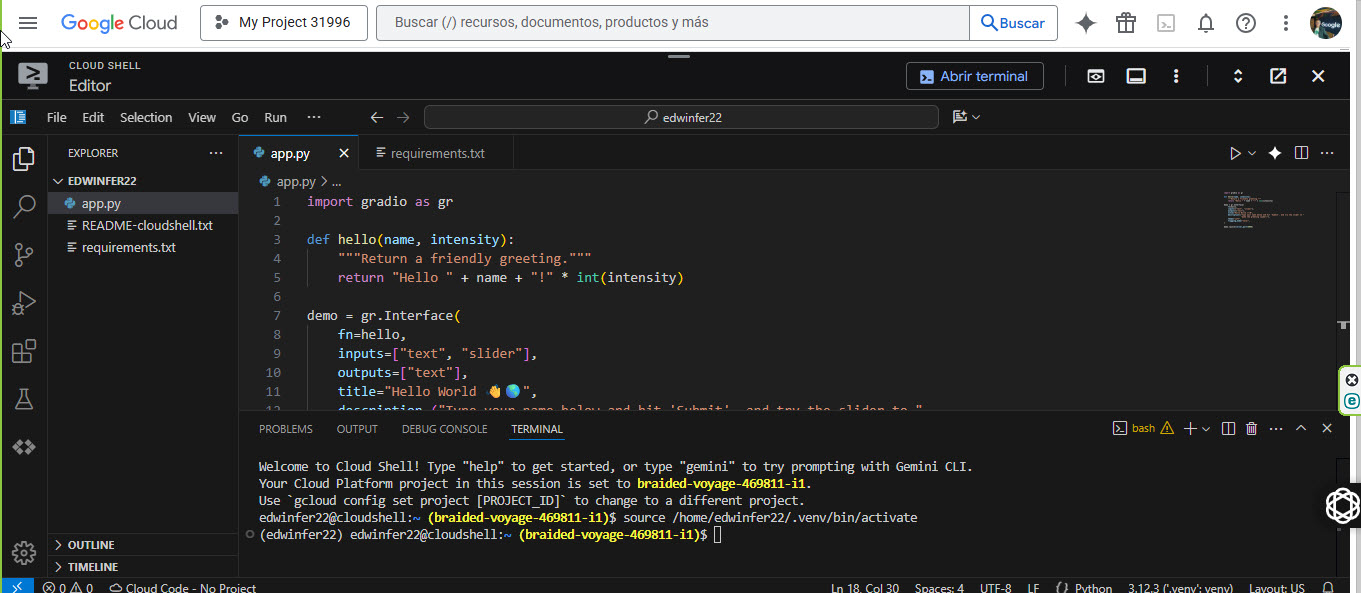 Google Cloud My Project 31996 Buscar (/) recursos, documentos, productos y más Buscar
CLOUD SHELL
Editor
Abrir terminal
File Edit Selection View Go Run ··· edwinfer22
EXPLORER ···
EDWINFER22
app.py
README-cloudshell.txt
requirements.txt
OUTLINE
TIMELINE
app.py requirements.txt
app.py > ...
1 import gradio as gr
2
3 def hello(name, intensity):
4 """Return a friendly greeting."""
5 return "Hello " + name + "!" * int(intensity)
6
7 demo = gr.Interface(
8 fn=hello,
9 inputs=["text", "slider"],
10 outputs=["text"],
11 title="Hello World 👋🌎",
PROBLEMS OUTPUT DEBUG CONSOLE TERMINAL
bash
Welcome to Cloud Shell! Type "help" to get started, or type "gemini" to try prompting with Gemini CLI.
Your Cloud Platform project in this session is set to braided-voyage-469811-i1.
Use `gcloud config set project [PROJECT_ID]` to change to a different project.
edwinfer22@cloudshell:~ (braided-voyage-469811-i1)$ source /home/edwinfer22/.venv/bin/activate
(edwinfer22) edwinfer22@cloudshell:~ (braided-voyage-469811-i1)$
0 0 Cloud Code - No Project Ln 18, Col 30 Spaces: 4 UTF-8 LF Python 3.12.3 ('.venv': venv) Layout: US